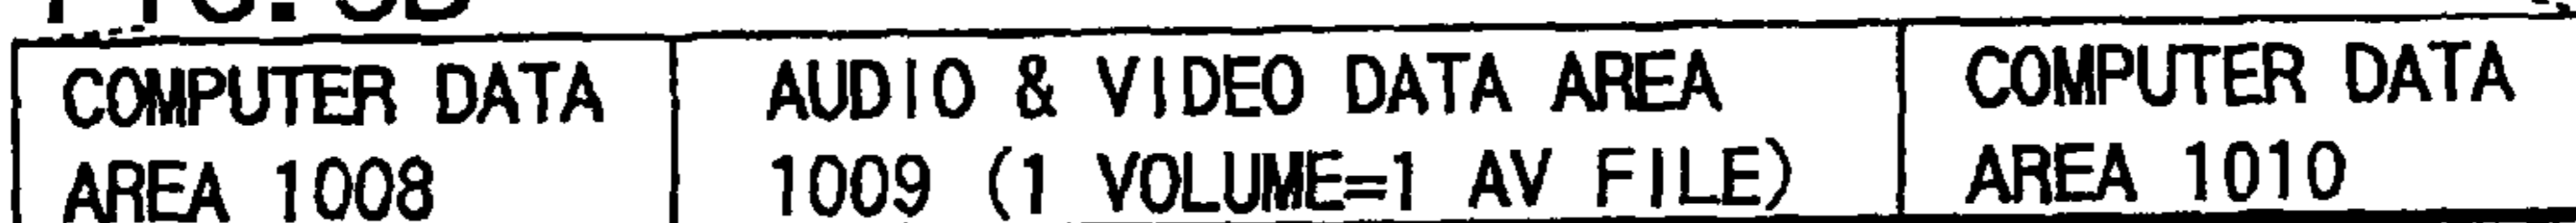 COMPUTER DATA
AREA 1008
AUDIO & VIDEO DATA AREA
1009 (1 VOLUME=1 AV FILE)
COMPUTER DATA
AREA 1010